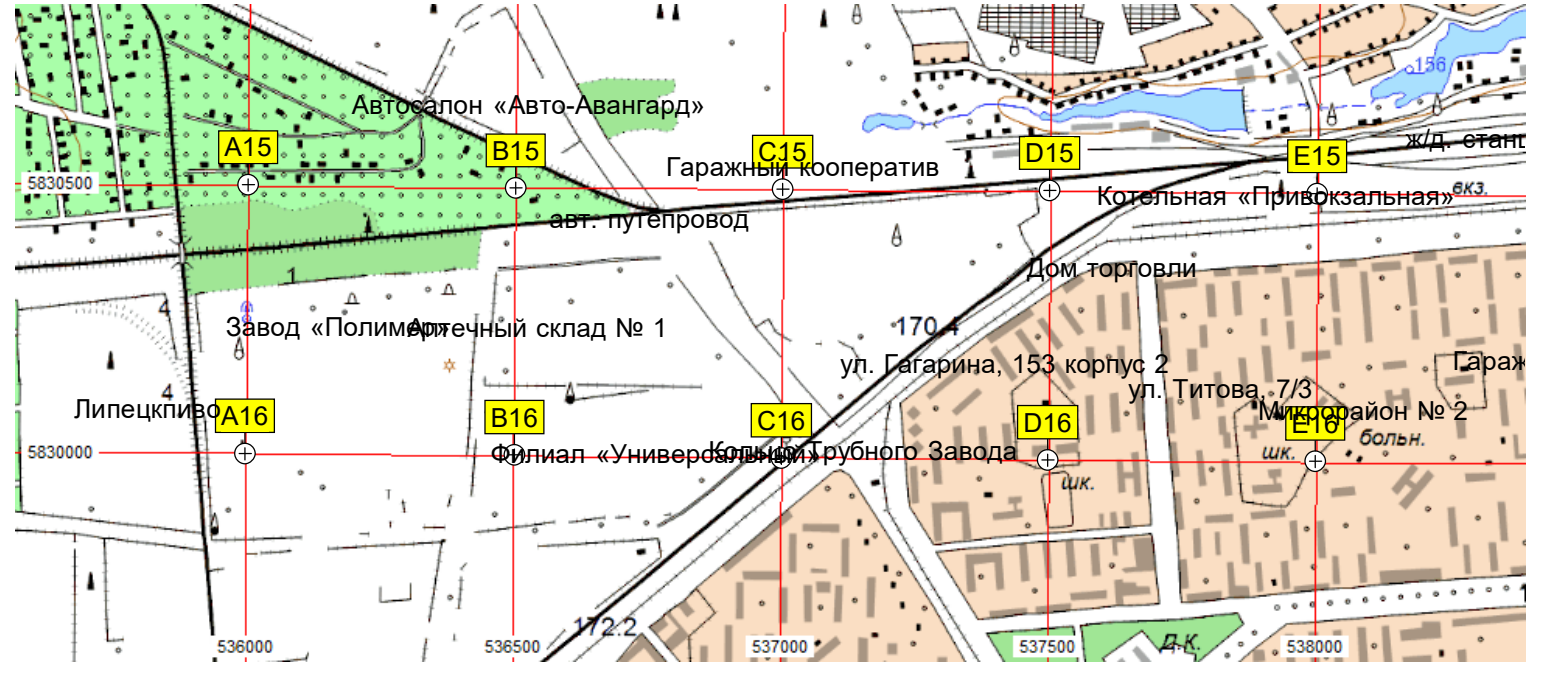 156
Автосалон «Авто-Авангард»
ж/д. станц
A15
B15
C15
D15
E15
Гаражный кооператив
5830500
вкз.
Котельная «Привокзальная»
авт. путепровод
Дом торговли
1
4
Завод «Полимер»
Аптечный склад № 1
170.4
ул. Гагарина, 153 корпус 2
Гараж
4
ул. Титова, 7/3
Липецкпиво
Микрорайон № 2
A16
B16
C16
D16
E16
больн.
5830000
Филиал «Универсальный»
Кольцо Трубного Завода
шк.
шк.
172.2
Д.К.
536000
536500
537000
537500
538000